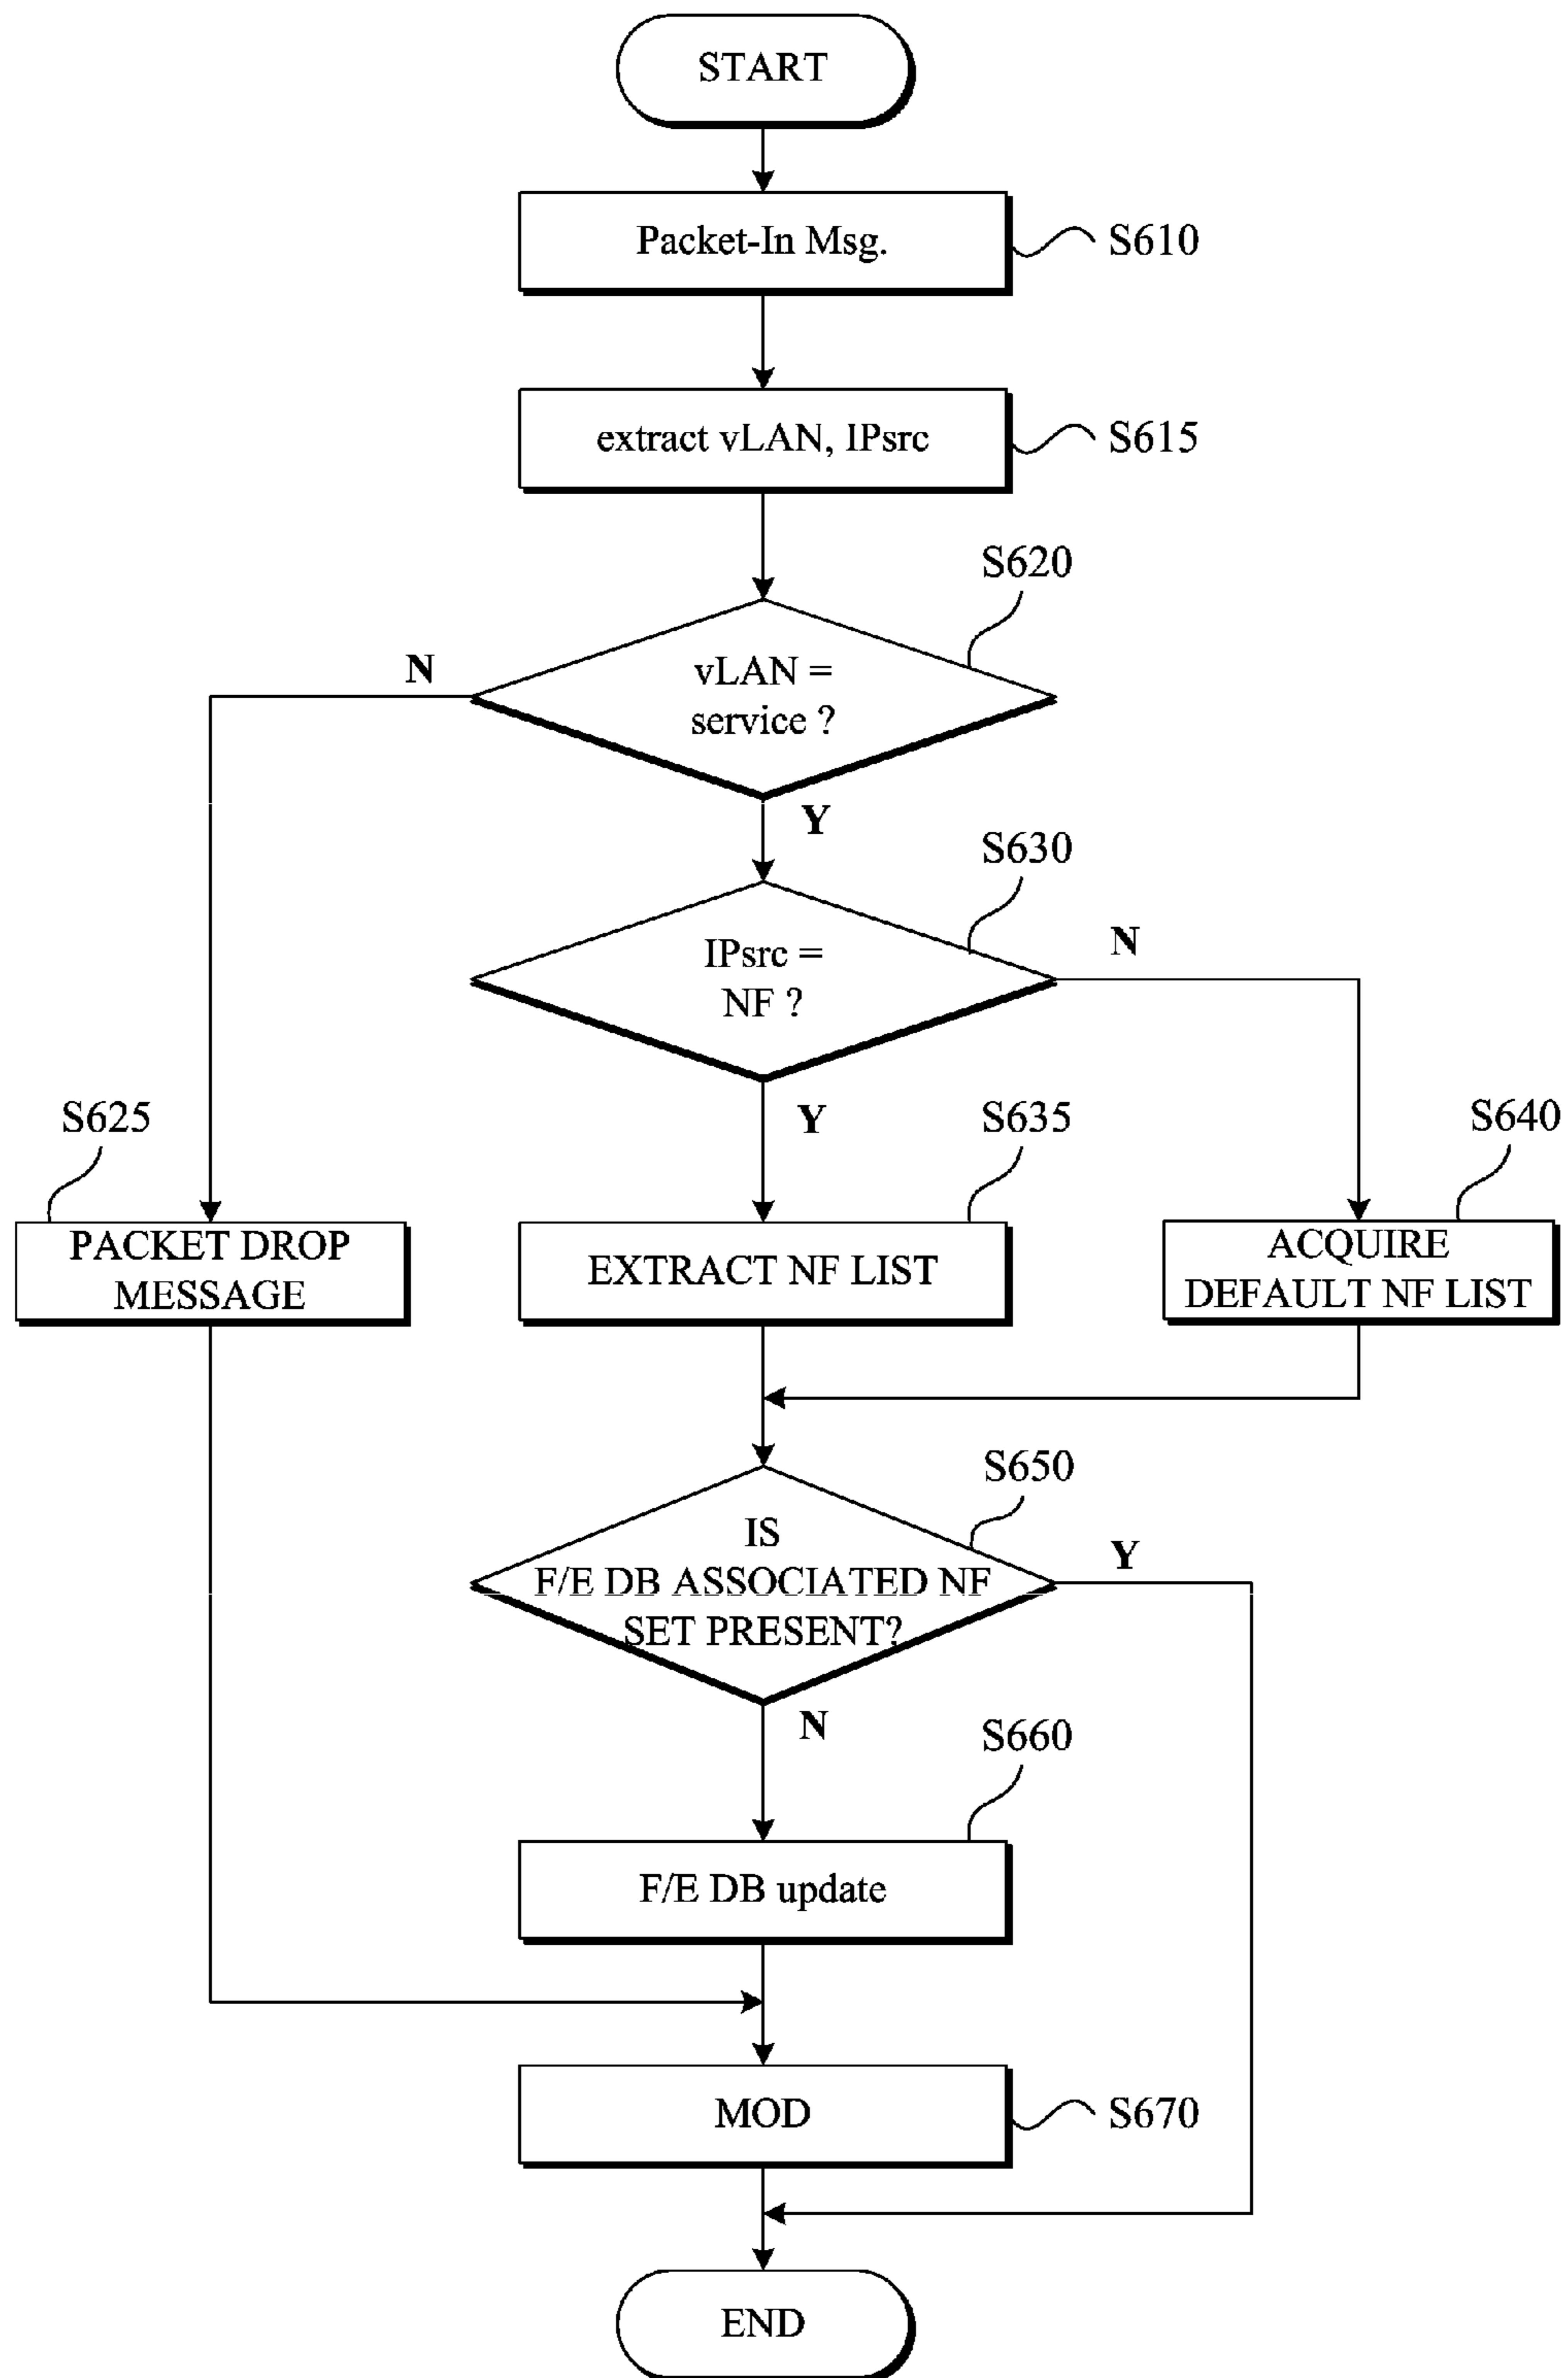 START
Packet-In Msg.
S610
extract vLAN, IPsrc
S615
S620
N
vLAN =
service ?
Y
S630
IPsrc =
NF ?
N
Y
S625
S635
S640
PACKET DROP
MESSAGE
EXTRACT NF LIST
ACQUIRE
DEFAULT NF LIST
S650
IS
F/E DB ASSOCIATED NF
SET PRESENT?
Y
N
S660
F/E DB update
MOD
S670
END